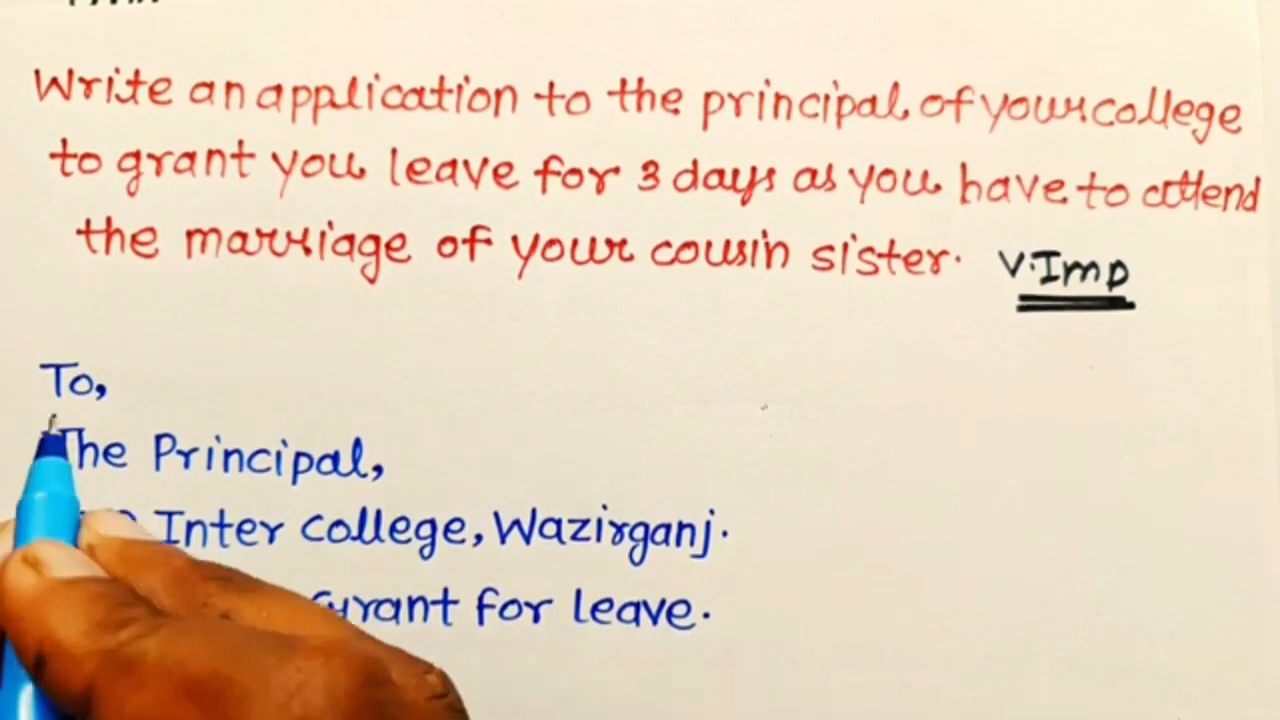 Write an application to the principal of your college
to grant you leave for 3 days as you have to attend
the marriage of your cousin sister.
V.Imp
To,
The Principal,
Inter College, Wazirganj.
Grant for leave.